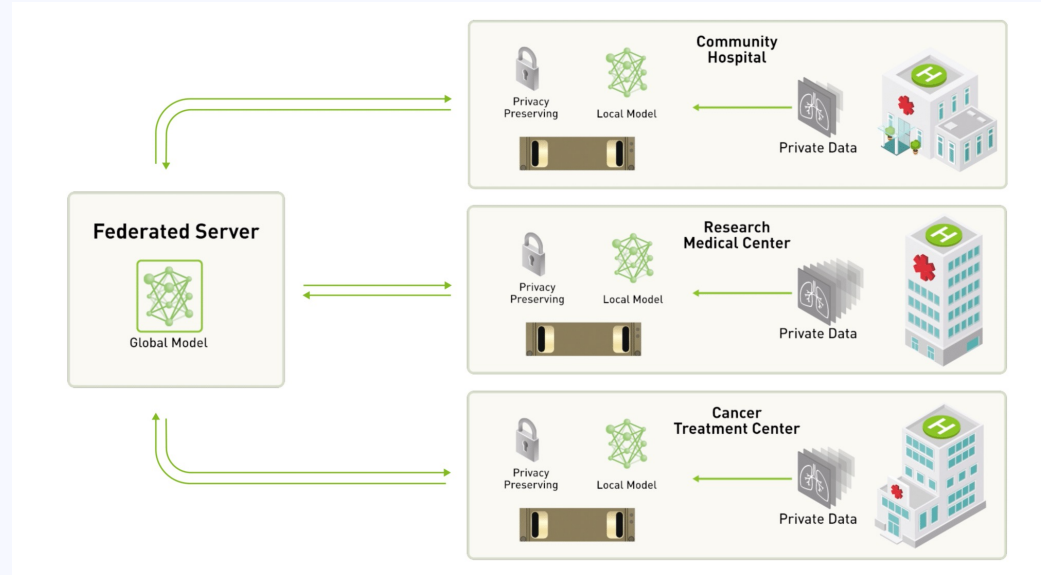 Community
Hospital
Privacy
Preserving
Local Model
Private Data
H
Federated Server
Global Model
Research
Medical Center
Privacy
Preserving
Local Model
Private Data
H
Cancer
Treatment Center
Privacy
Preserving
Local Model
Private Data
H